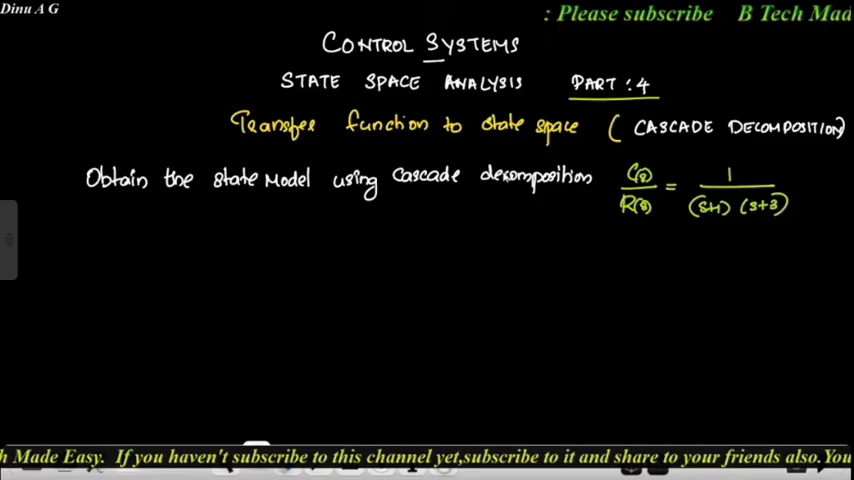 Dinu A G
: Please subscribe B Tech Mad
CONTROL SYSTEMS
STATE SPACE ANALYSIS PART : 4
Transfer function to state space ( CASCADE DECOMPOSITION)
Obtain the state Model using Cascade decomposition C(s)/R(s) = 1/(s+1) (s+3)
h Made Easy. If you haven't subscribe to this channel yet,subscribe to it and share to your friends also.You